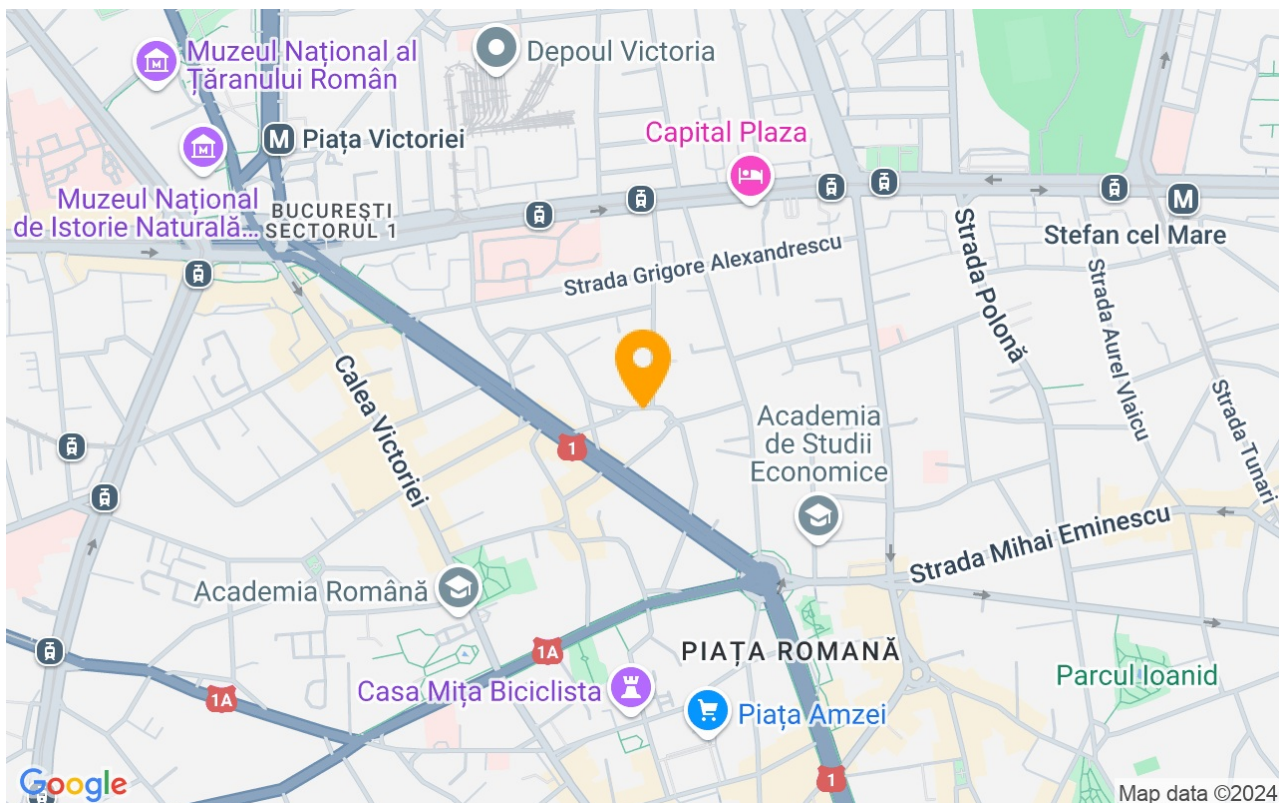 Muzeul Național al
Țăranului Român
Depoul Victoria
M Piața Victoriei
Capital Plaza
Muzeul Național
de Istorie Naturală...
BUCUREȘTI
SECTORUL 1
M
Stefan cel Mare
Strada Grigore Alexandrescu
Strada Polonă
Strada Aurel Vlaicu
Strada Tunari
Calea Victoriei
1
Academia
de Studii
Economice
Strada Mihai Eminescu
Academia Română
1A
PIAȚA ROMANĂ
Parcul Ioanid
1A
Casa Mița Biciclista
Piața Amzei
1
Google
Map data ©2024